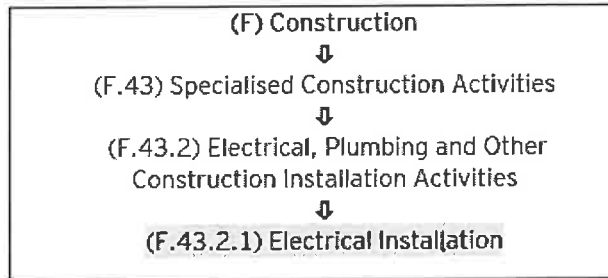 (F) Construction
⇩
(F.43) Specialised Construction Activities
⇩
(F.43.2) Electrical, Plumbing and Other
Construction Installation Activities
⇩
(F.43.2.1) Electrical Installation